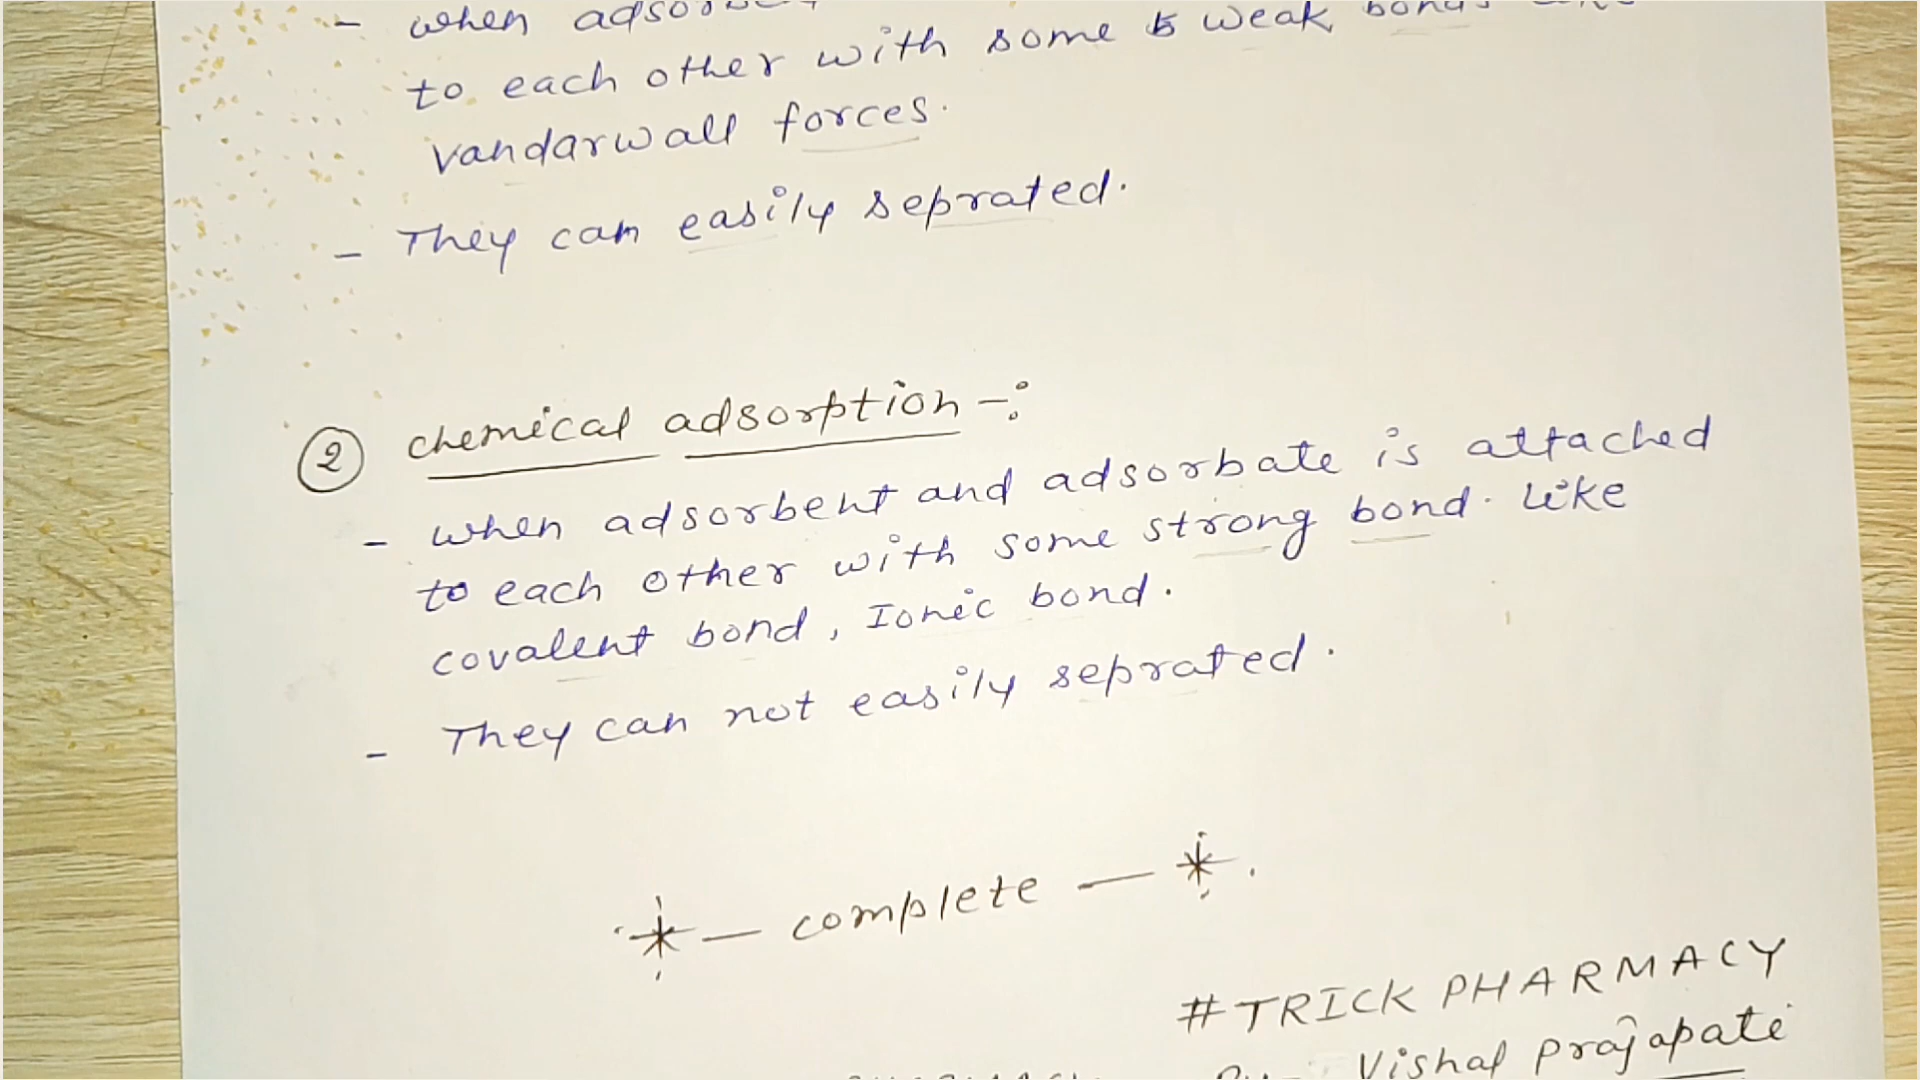 - when
to each other with some weak
vandarwall forces.
- They can easily seprated.
② chemical adsorption -:
- when adsorbent and adsorbate is attached
to each other with some strong bond. Like
covalent bond, Ionic bond.
- They can not easily seprated.
* — complete — * .
# TRICK PHARMACY
Vishal prajapati